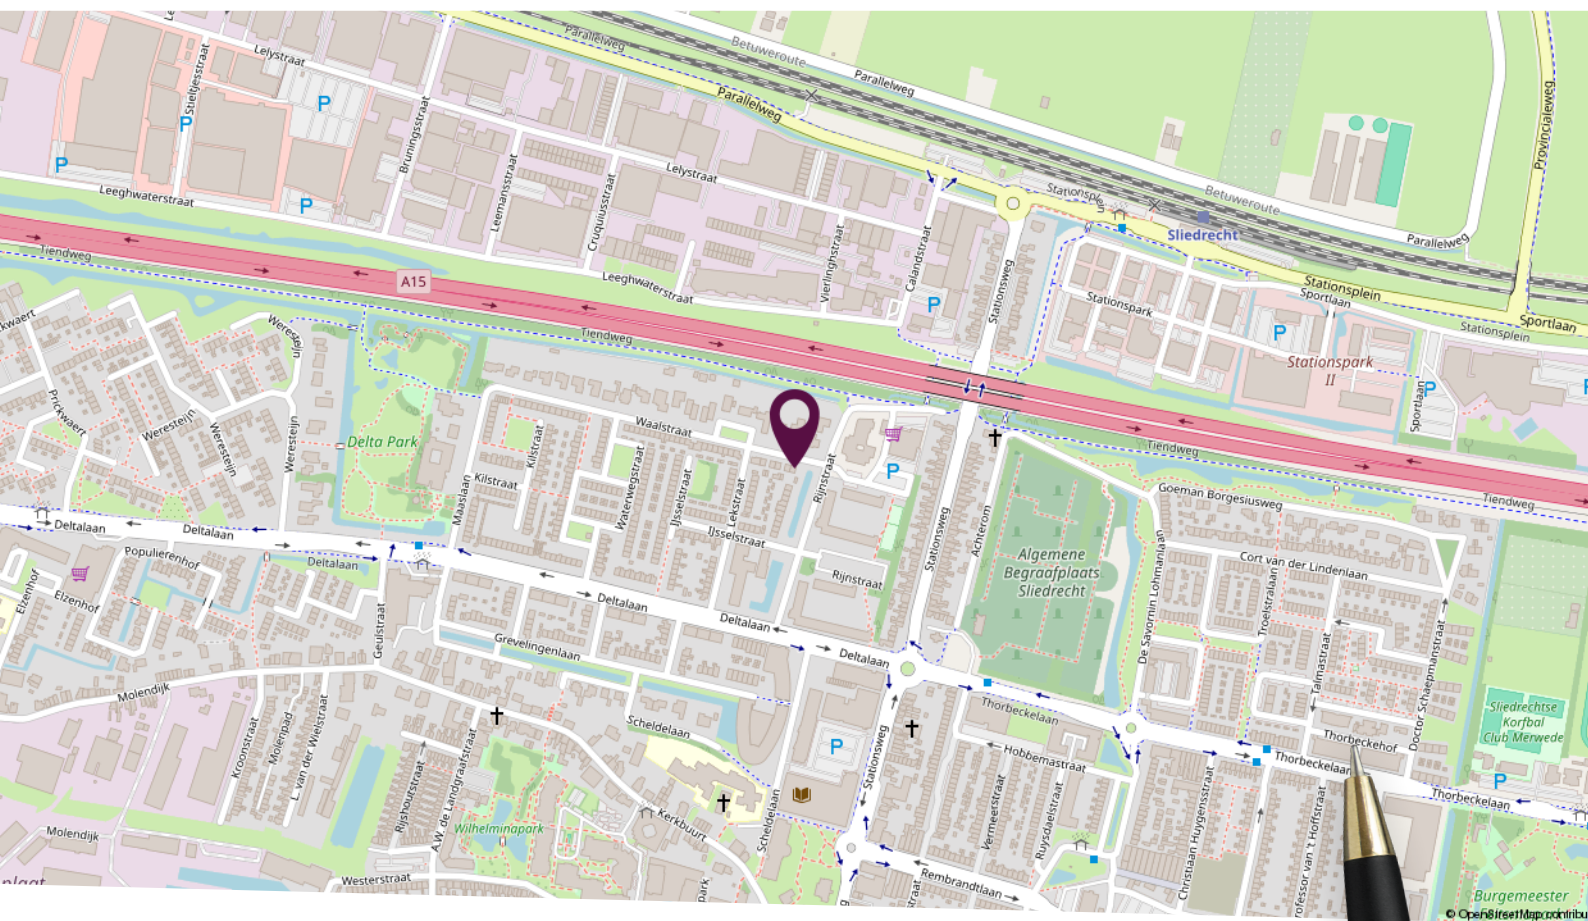 Parallelweg
Betuweroute
Parallelweg
Lelystraat
Stieltjesstraat
P
P
P
Parallelweg
Bruningsstraat
Provincialeweg
Leemansstraat
Lelystraat
Cruquiusstraat
Leeghwaterstraat
P
Stationsplein
Betuweroute
Sliedrecht
Parallelweg
Tiendweg
A15
Leeghwaterstraat
Vierlinghstraat
Calandstraat
P
Stationsweg
Stationspark
Stationsplein
Sportlaan
Sportlaan
Stationsplein
P
Stationspark
II
P
Sportlaan
Weresteijn
Tiendweg
Prickwaert
Weresteijn
Weresteijn
Weresteijn
Delta Park
Waalstraat
Kilstraat
Kilstraat
Maaslaan
Waterwegstraat
IJsselstraat
Lekstraat
IJsselstraat
Rijnstraat
P
Rijnstraat
Stationsweg
Achterom
Tiendweg
Tiendweg
Goeman Borgesiusweg
Cort van der Lindenlaan
Algemene
Begraafplaats
Sliedrecht
De Savornin Lohmanlaan
Troelstralaan
Talmastraat
Doctor Schaepmanstraat
Deltalaan
Deltalaan
Deltalaan
Populierenhof
Elzenhof
Elzenhof
Geulstraat
Deltalaan
Deltalaan
Deltalaan
Grevelingenlaan
Molendijk
Kroonstraat
Molenpad
L. van der Wielstraat
Scheldelaan
P
Stationsweg
Thorbeckelaan
Hobbemastraat
Thorbeckehof
Thorbeckelaan
Thorbeckelaan
Sliedrechtse
Korfbal
Club Merwede
P
Rijshoutstraat
A.W. de Landgraafstraat
Wilhelminapark
Kerkbuurt
Scheldelaan
Vermeerstraat
Ruysdaelstraat
Christiaan Huygensstraat
Molendijk
Westerstraat
Rembrandtlaan
Burgemeester
© OpenStreetMap contribu